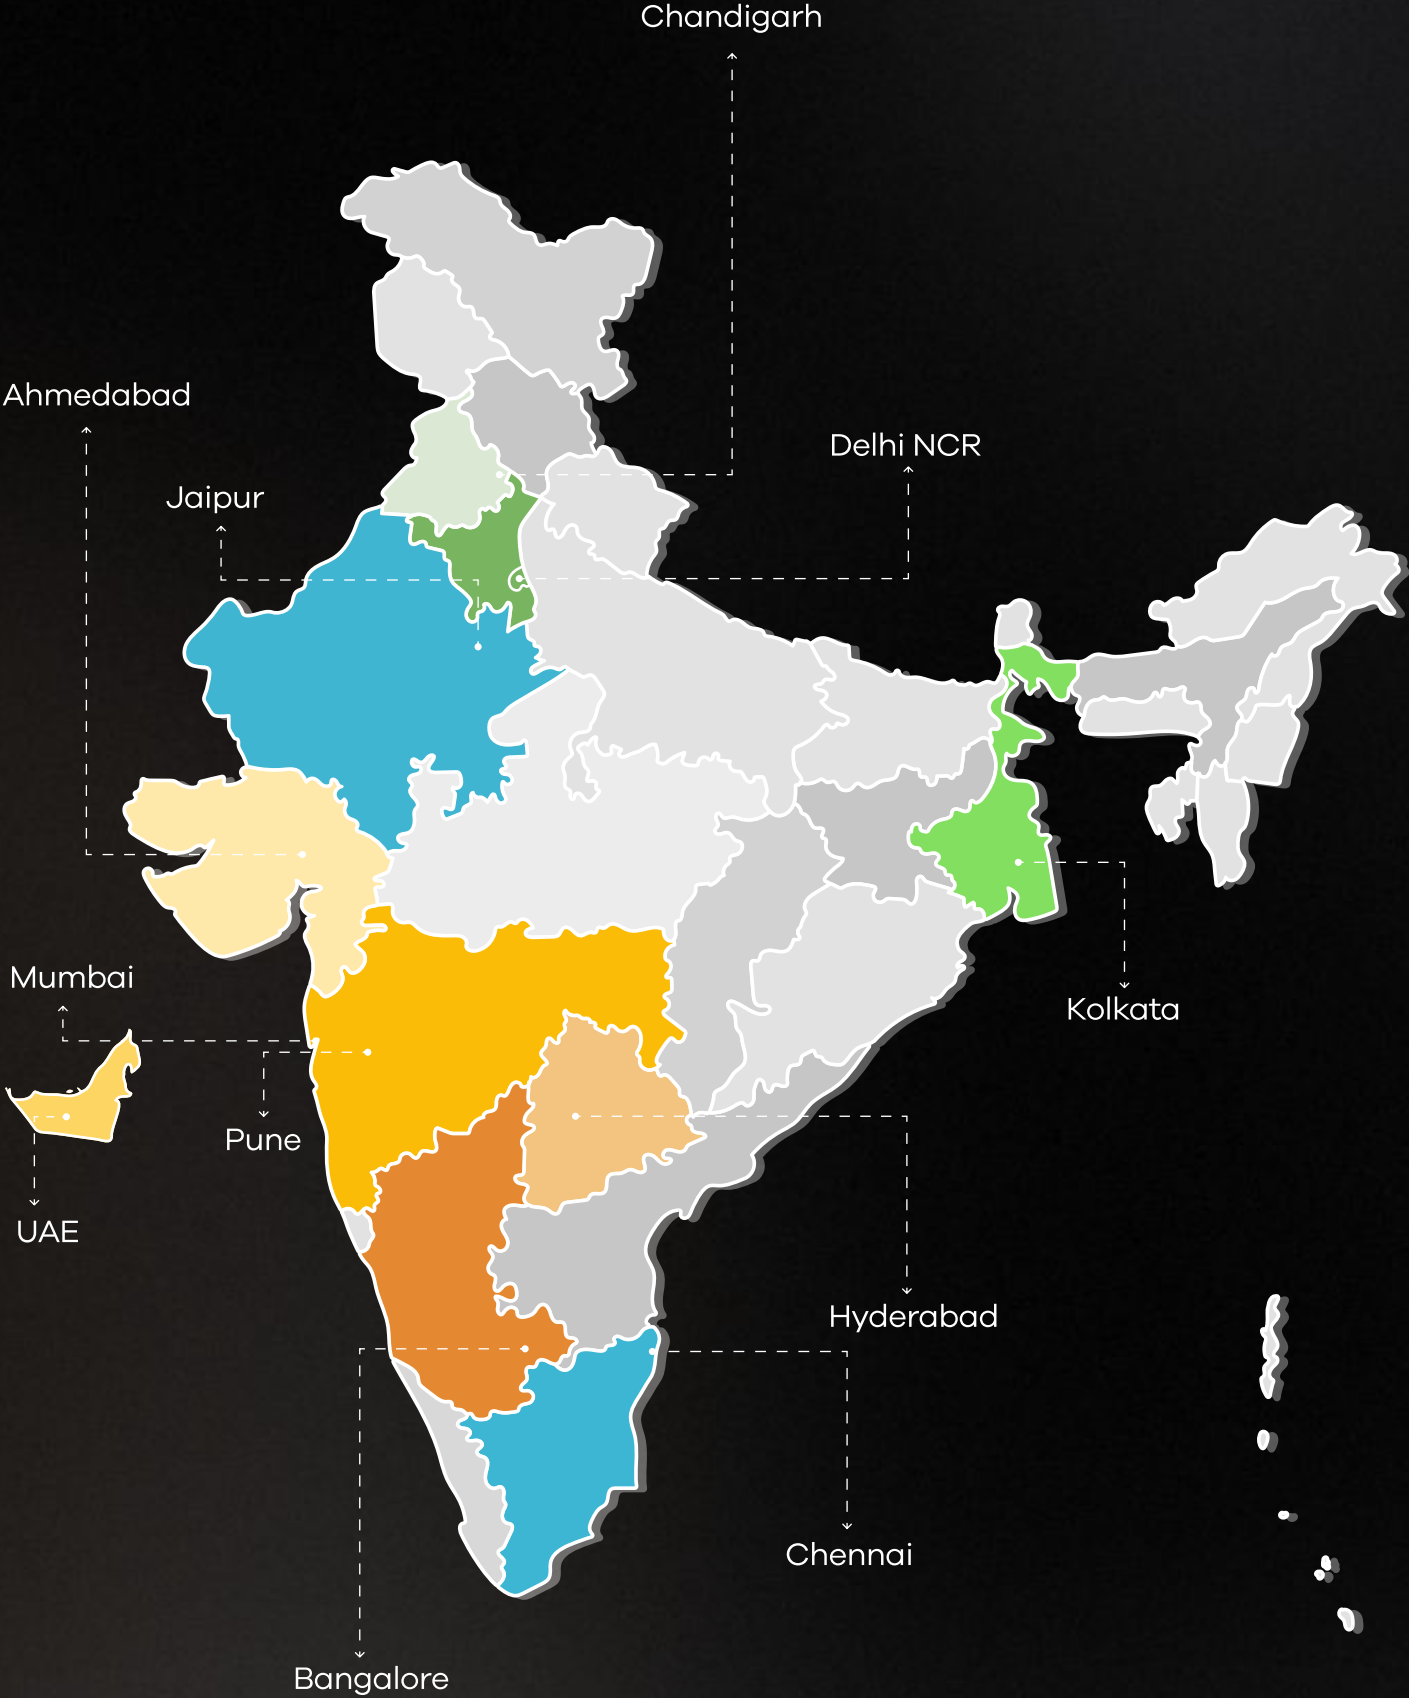 Chandigarh
Ahmedabad
Delhi NCR
Jaipur
Mumbai
Kolkata
Pune
UAE
Hyderabad
Chennai
Bangalore